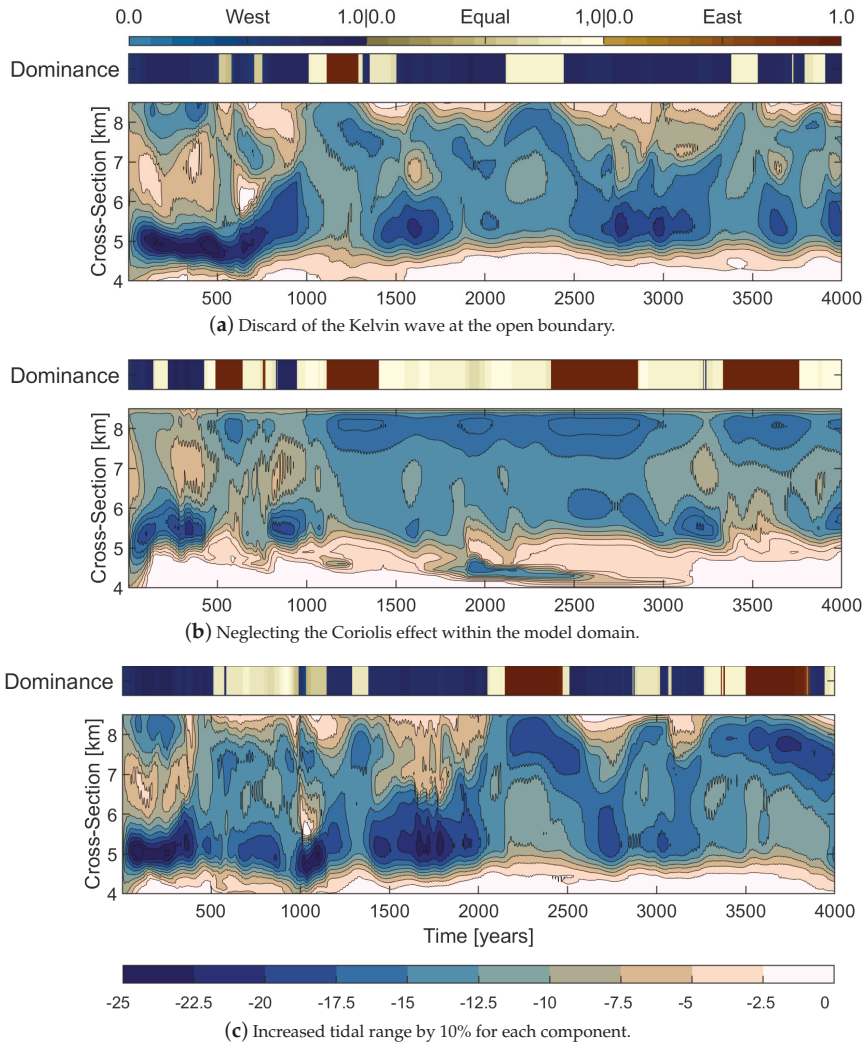 0.0 West 1.0|0.0 Equal 1,0|0.0 East 1.0
Dominance
Cross-Section [km]
8
7
6
5
4
500 1000 1500 2000 2500 3000 3500 4000
(a) Discard of the Kelvin wave at the open boundary.
Dominance
Cross-Section [km]
8
7
6
5
4
500 1000 1500 2000 2500 3000 3500 4000
(b) Neglecting the Coriolis effect within the model domain.
Dominance
Cross-Section [km]
8
7
6
5
4
500 1000 1500 2000 2500 3000 3500 4000
Time [years]
-25 -22.5 -20 -17.5 -15 -12.5 -10 -7.5 -5 -2.5 0
(c) Increased tidal range by 10% for each component.